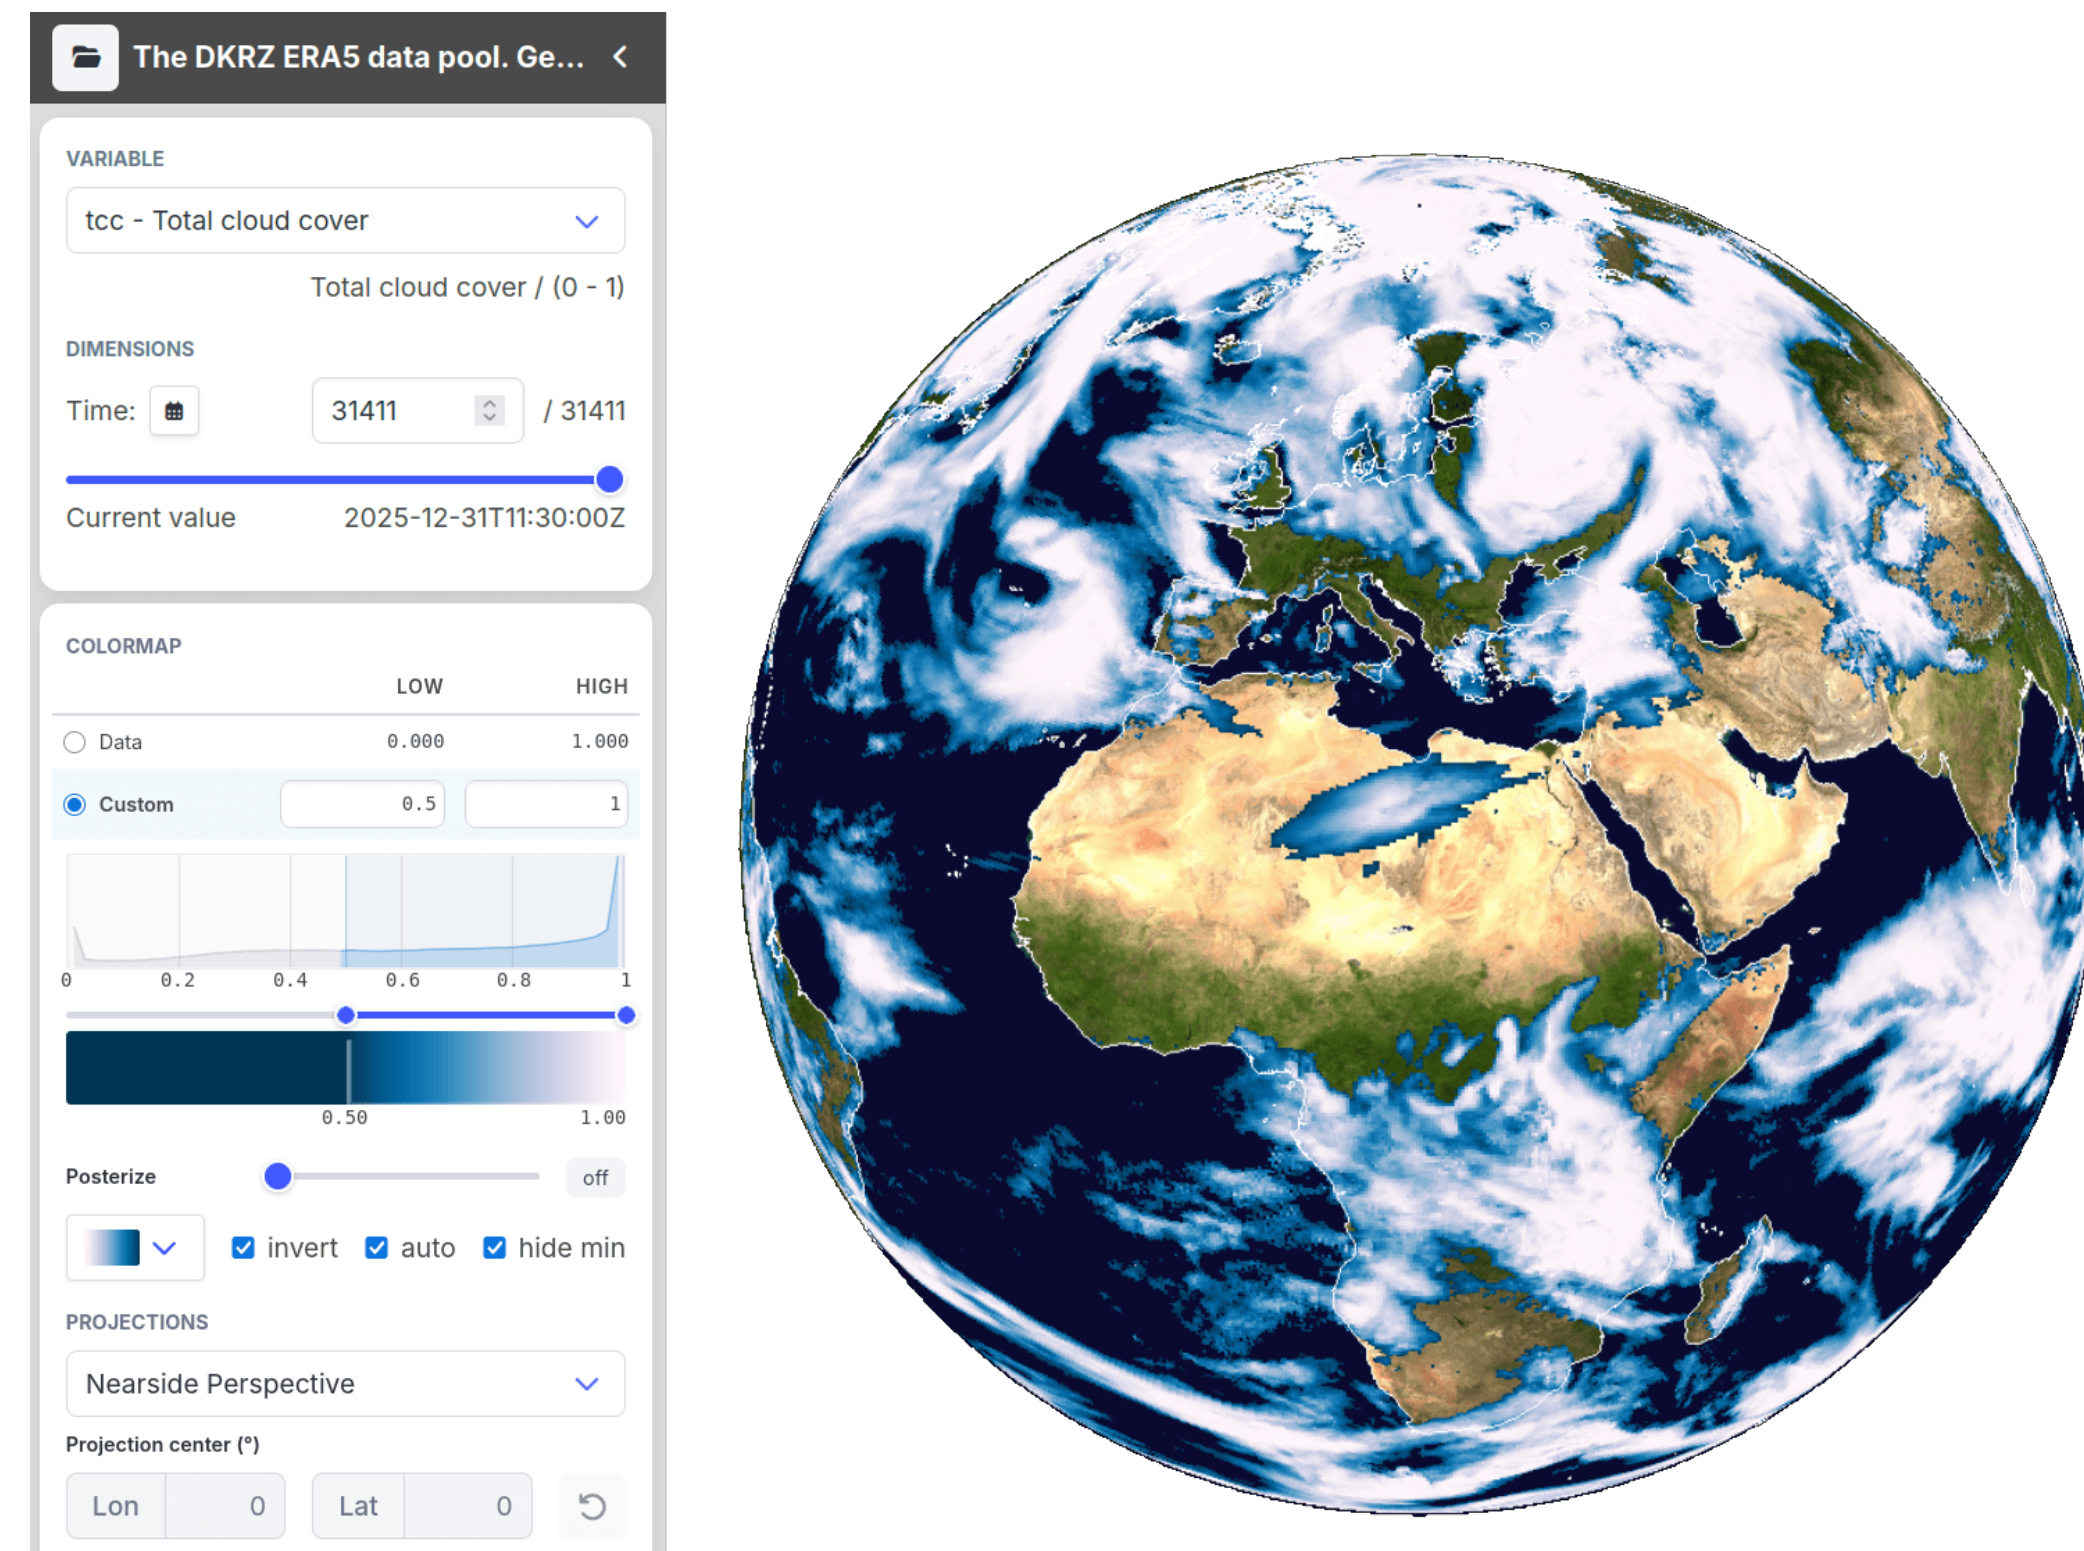 The DKRZ ERA5 data pool. Ge...
VARIABLE
tcc - Total cloud cover
Total cloud cover / (0 - 1)
DIMENSIONS
Time: 31411 / 31411
Current value 2025-12-31T11:30:00Z
COLORMAP
LOW HIGH
Data 0.000 1.000
Custom 0.5 1
0 0.2 0.4 0.6 0.8 1
0.50 1.00
Posterize off
invert auto hide min
PROJECTIONS
Nearside Perspective
Projection center (°)
Lon 0 Lat 0